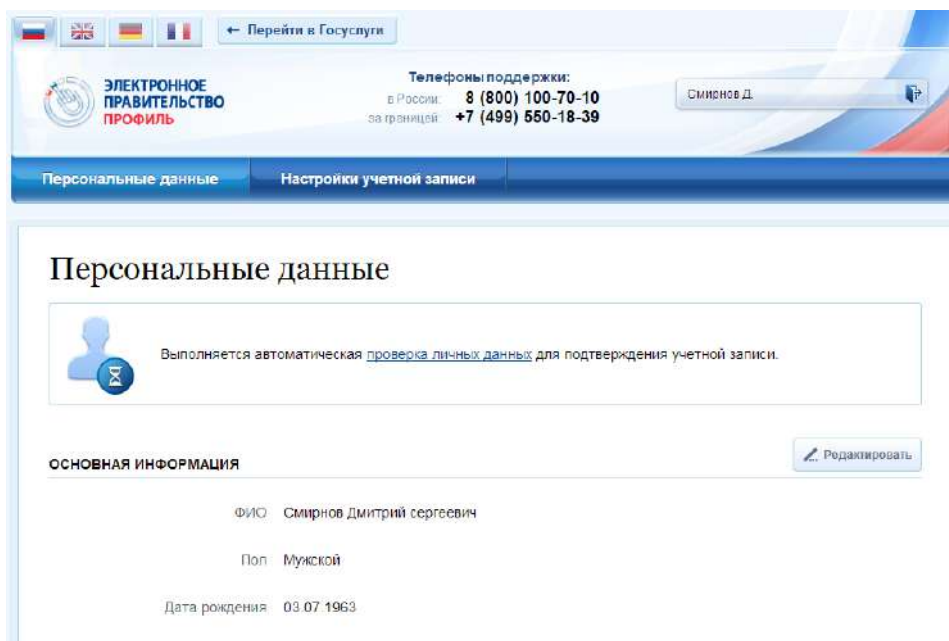 ← Перейти в Госуслуги
ЭЛЕКТРОННОЕ
ПРАВИТЕЛЬСТВО
ПРОФИЛЬ
Телефоны поддержки:
в России: 8 (800) 100-70-10
за границей: +7 (499) 550-18-39
Смирнов Д.
Персональные данные Настройки учетной записи
Персональные данные
Выполняется автоматическая проверка личных данных для подтверждения учетной записи.
ОСНОВНАЯ ИНФОРМАЦИЯ
Редактировать
ФИО Смирнов Дмитрий сергеевич
Пол Мужской
Дата рождения 03.07.1963